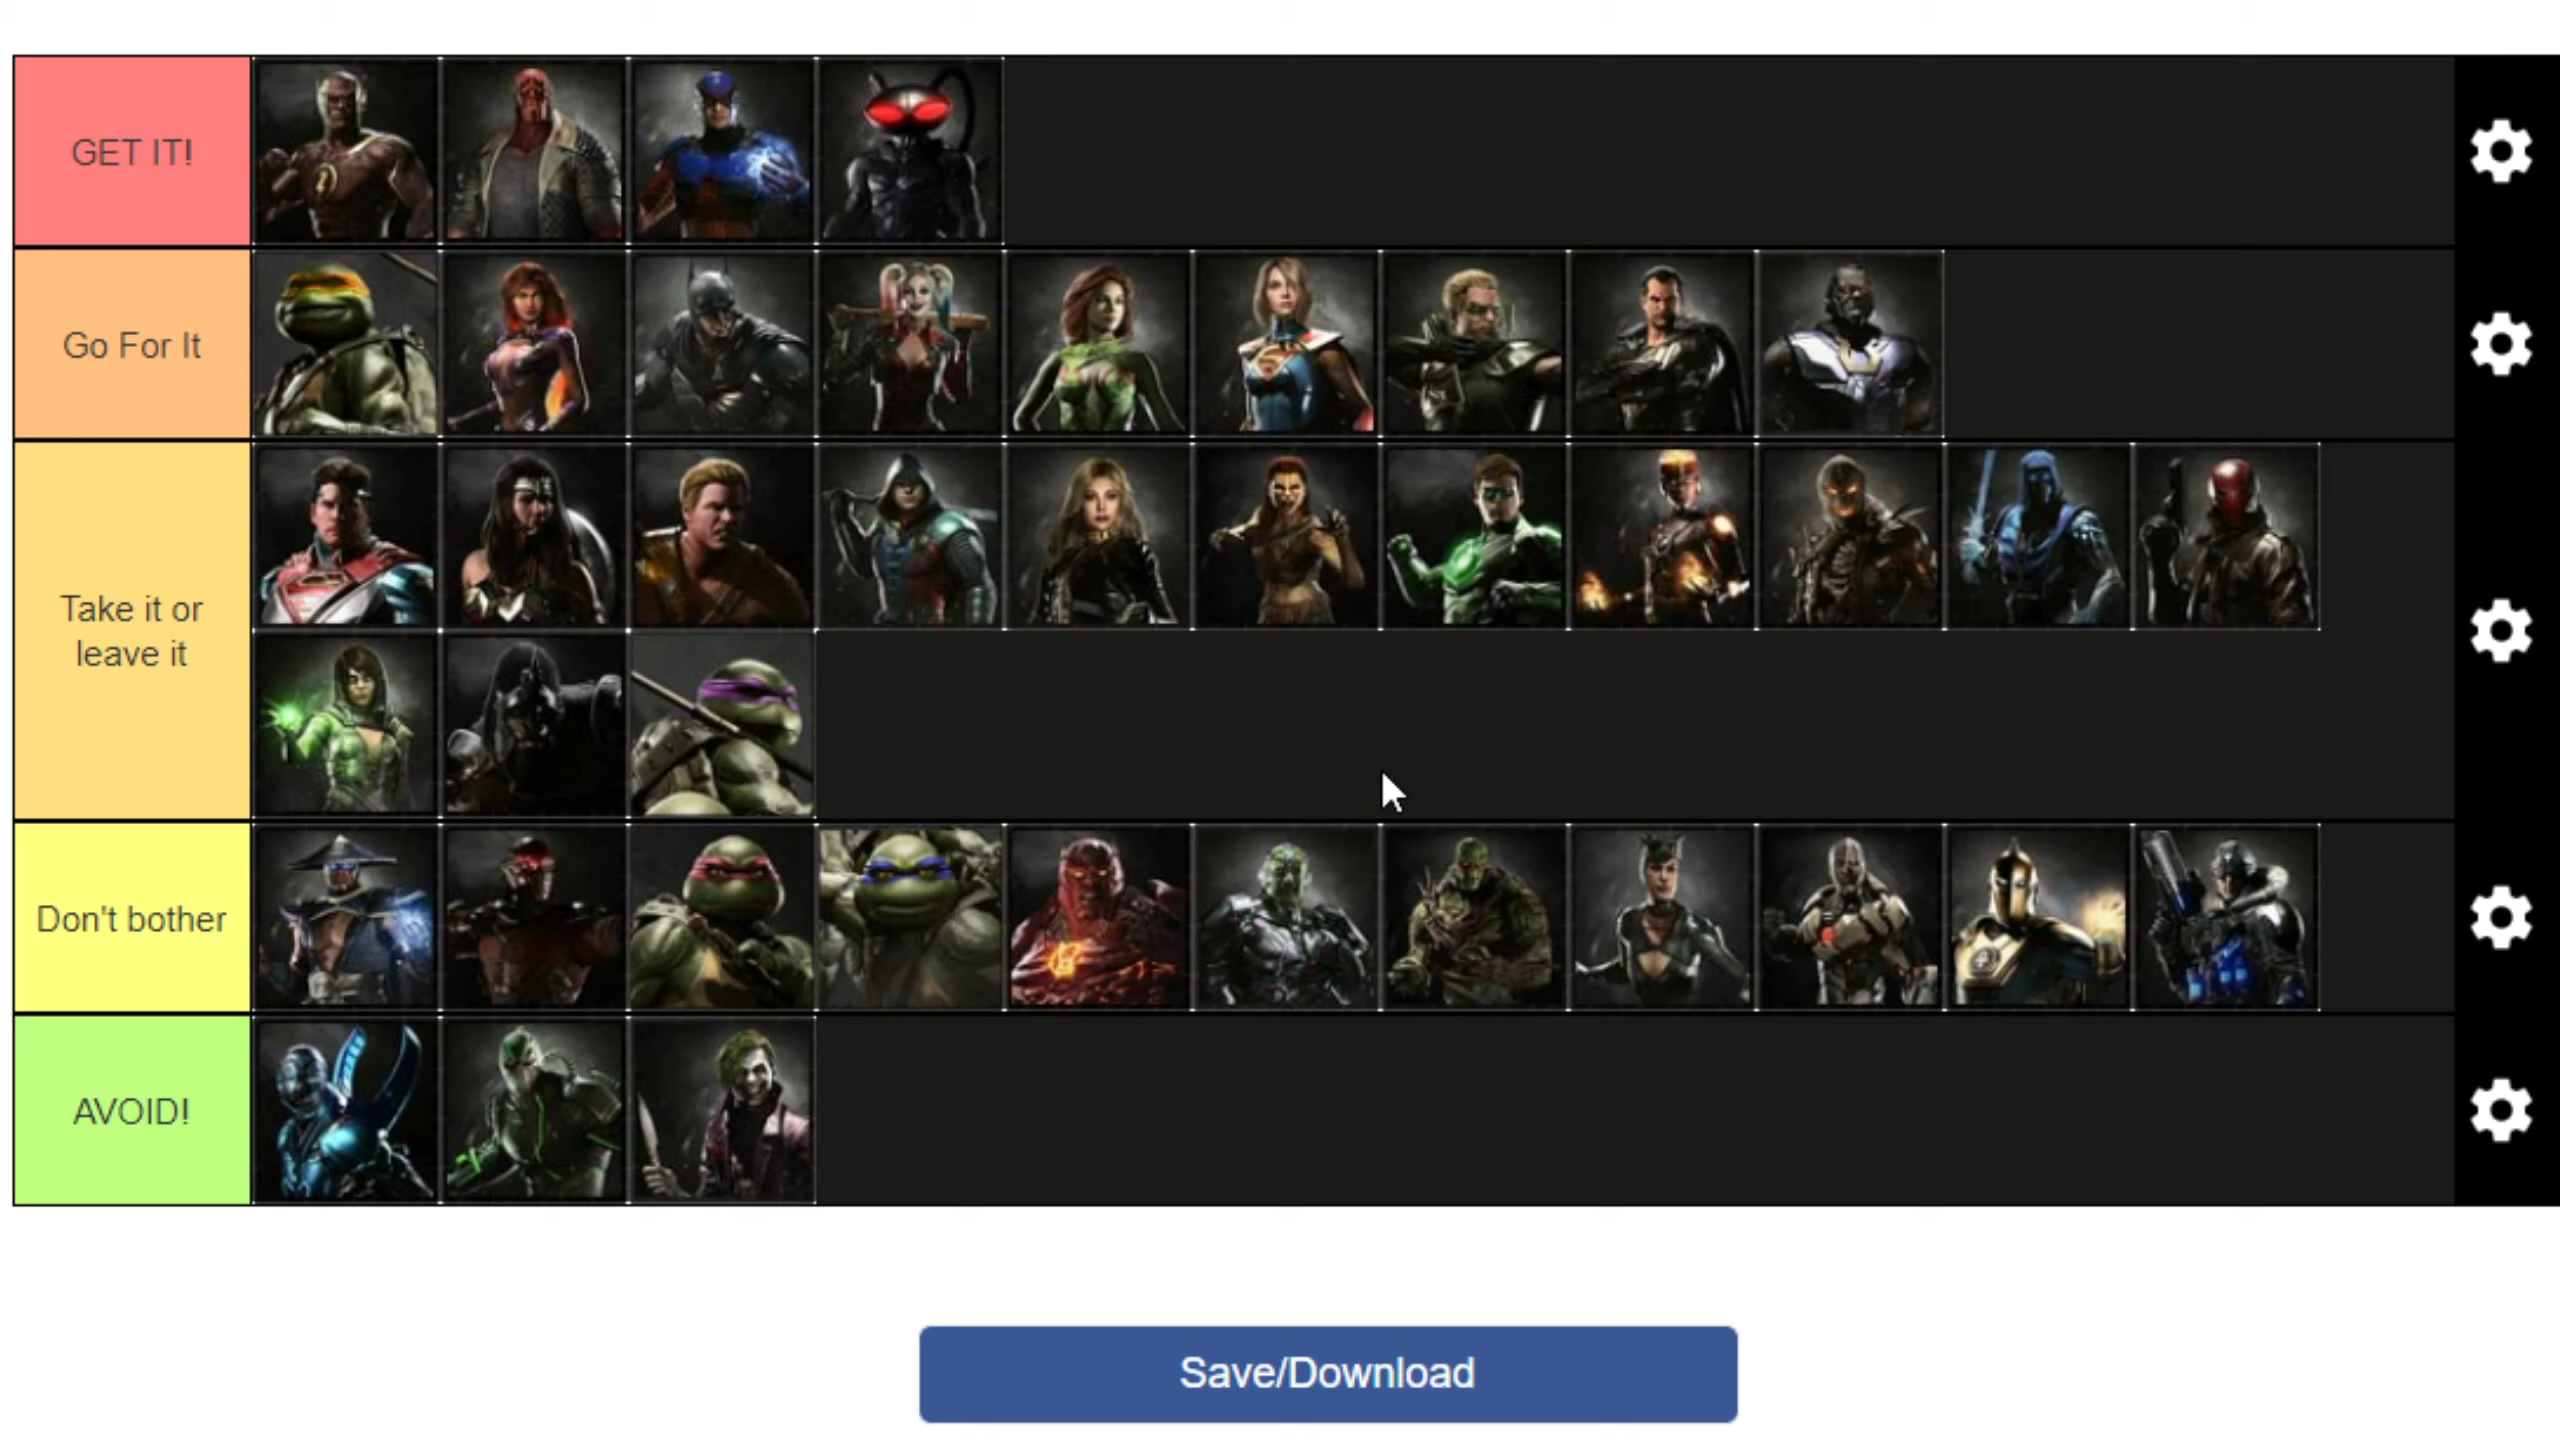 GET IT!
Go For It
Take it or
leave it
Don't bother
AVOID!
Save/Download